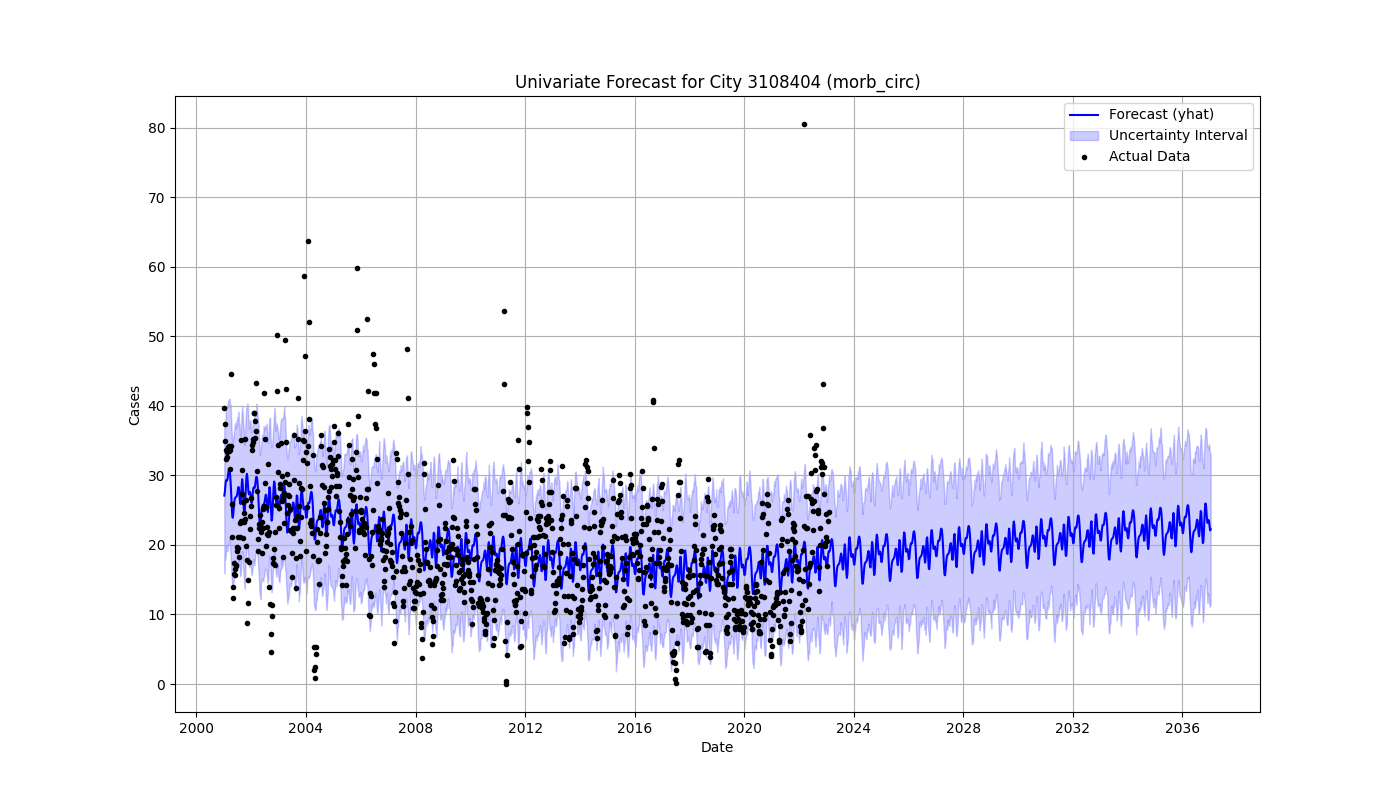 Univariate Forecast for City 3108404 (morb_circ)
Forecast (yhat)
Uncertainty Interval
Actual Data
Cases
80
70
60
50
40
30
20
10
0
2000 2004 2008 2012 2016 2020 2024 2028 2032 2036
Date